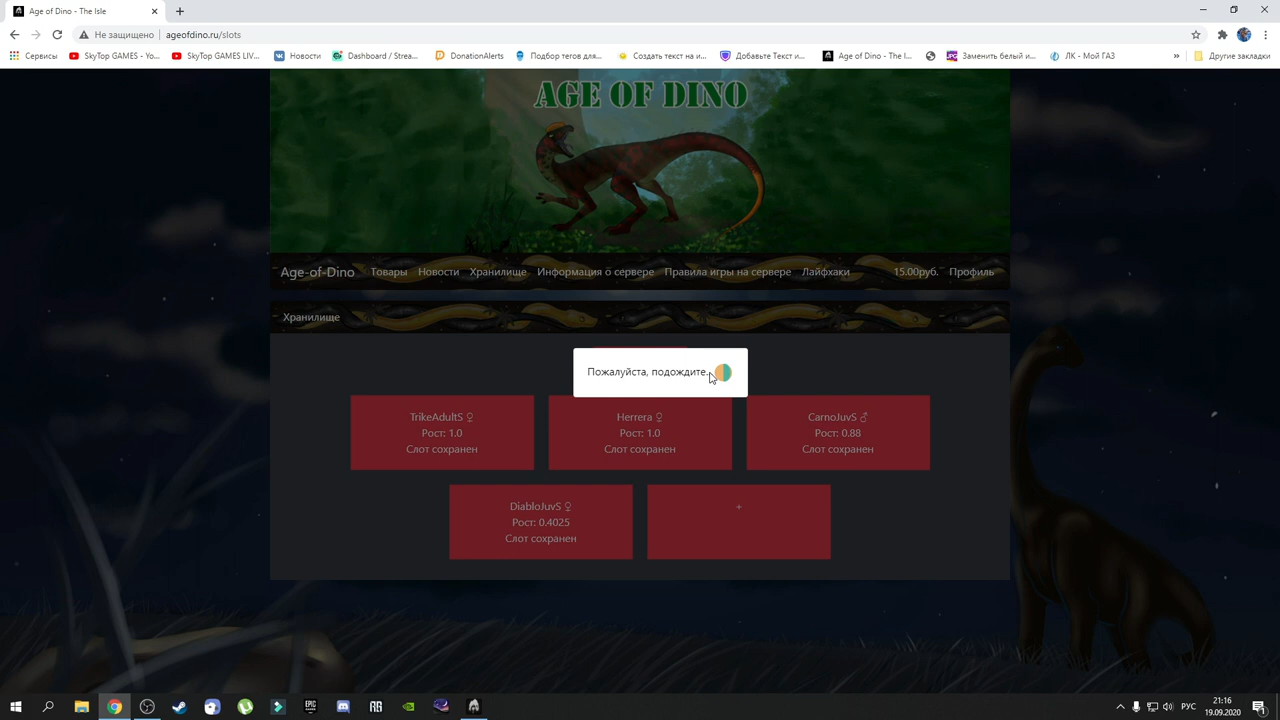 Age of Dino - The Isle
Не защищено
ageofdino.ru/slots
Сервисы
SkyTop GAMES - Yo...
SkyTop GAMES LIV...
Новости
Dashboard / Strea...
DonationAlerts
Подбор тегов для...
Создать текст на и...
Добавьте Текст и...
Age of Dino - The I...
Заменить белый и...
ЛК - Мой ГАЗ
»
Другие закладки
AGE OF DINO
Age-of-Dino
Товары
Новости
Хранилище
Информация о сервере
Правила игры на сервере
Лайфхаки
15.00руб.
Профиль
Хранилище
Пожалуйста, подождите..
TrikeAdultS ♀
Рост: 1.0
Слот сохранен
Herrera ♀
Рост: 1.0
Слот сохранен
CarnoJuvS ♂
Рост: 0.88
Слот сохранен
DiabloJuvS ♀
Рост: 0.4025
Слот сохранен
+
EPIC GAMES
РУС
21:16
19.09.2020
1